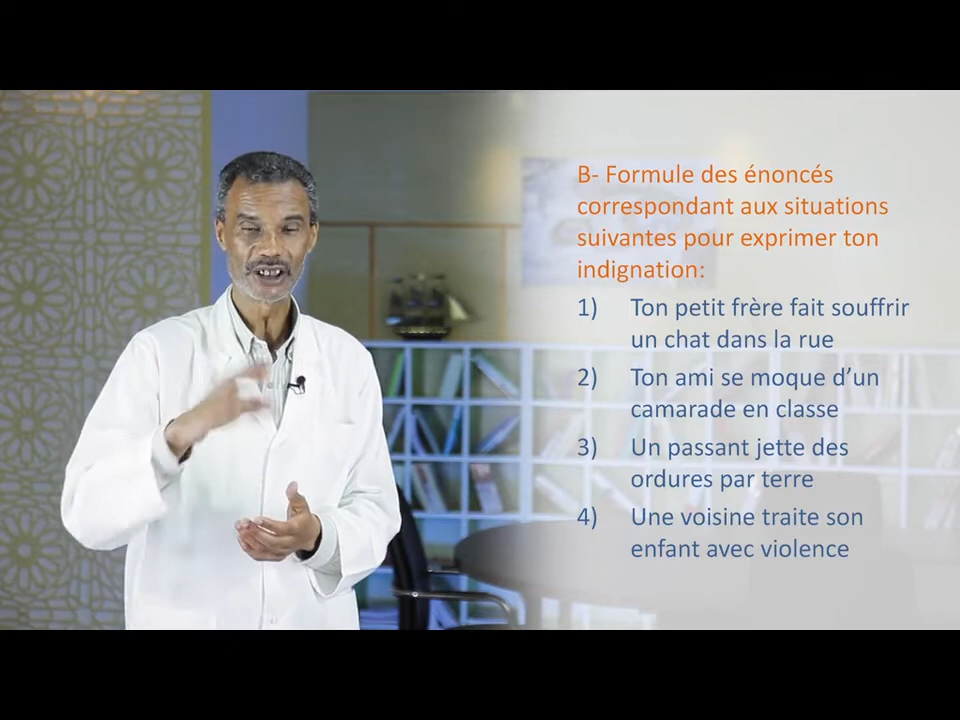 B- Formule des énoncés
correspondant aux situations
suivantes pour exprimer ton
indignation:
1) Ton petit frère fait souffrir
un chat dans la rue
2) Ton ami se moque d’un
camarade en classe
3) Un passant jette des
ordures par terre
4) Une voisine traite son
enfant avec violence